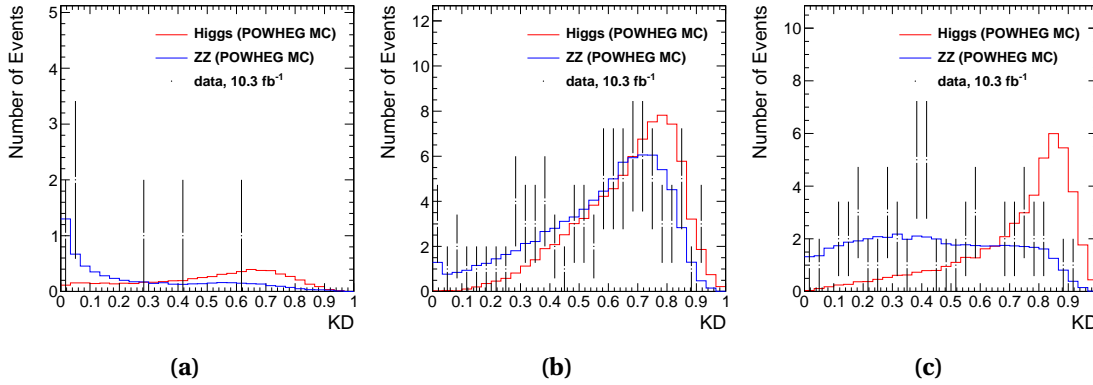 Number of Events
5
4
3
2
1
0
Higgs (POWHEG MC)
ZZ (POWHEG MC)
data, 10.3 fb-1
0 0.1 0.2 0.3 0.4 0.5 0.6 0.7 0.8 0.9 1
KD
(a)
Number of Events
12
10
8
6
4
2
0
Higgs (POWHEG MC)
ZZ (POWHEG MC)
data, 10.3 fb-1
0 0.1 0.2 0.3 0.4 0.5 0.6 0.7 0.8 0.9 1
KD
(b)
Number of Events
10
8
6
4
2
0
Higgs (POWHEG MC)
ZZ (POWHEG MC)
data, 10.3 fb-1
0 0.1 0.2 0.3 0.4 0.5 0.6 0.7 0.8 0.9
KD
(c)